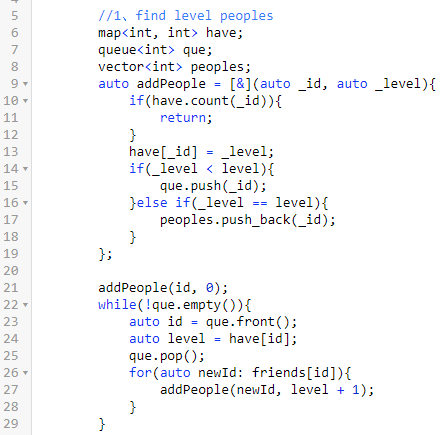 5 //1、find level peoples
6 map<int, int> have;
7 queue<int> que;
8 vector<int> peoples;
9 auto addPeople = [&](auto _id, auto _level){
10 if(have.count(_id)){
11 return;
12 }
13 have[_id] = _level;
14 if(_level < level){
15 que.push(_id);
16 }else if(_level == level){
17 peoples.push_back(_id);
18 }
19 };
20
21 addPeople(id, 0);
22 while(!que.empty()){
23 auto id = que.front();
24 auto level = have[id];
25 que.pop();
26 for(auto newId: friends[id]){
27 addPeople(newId, level + 1);
28 }
29 }